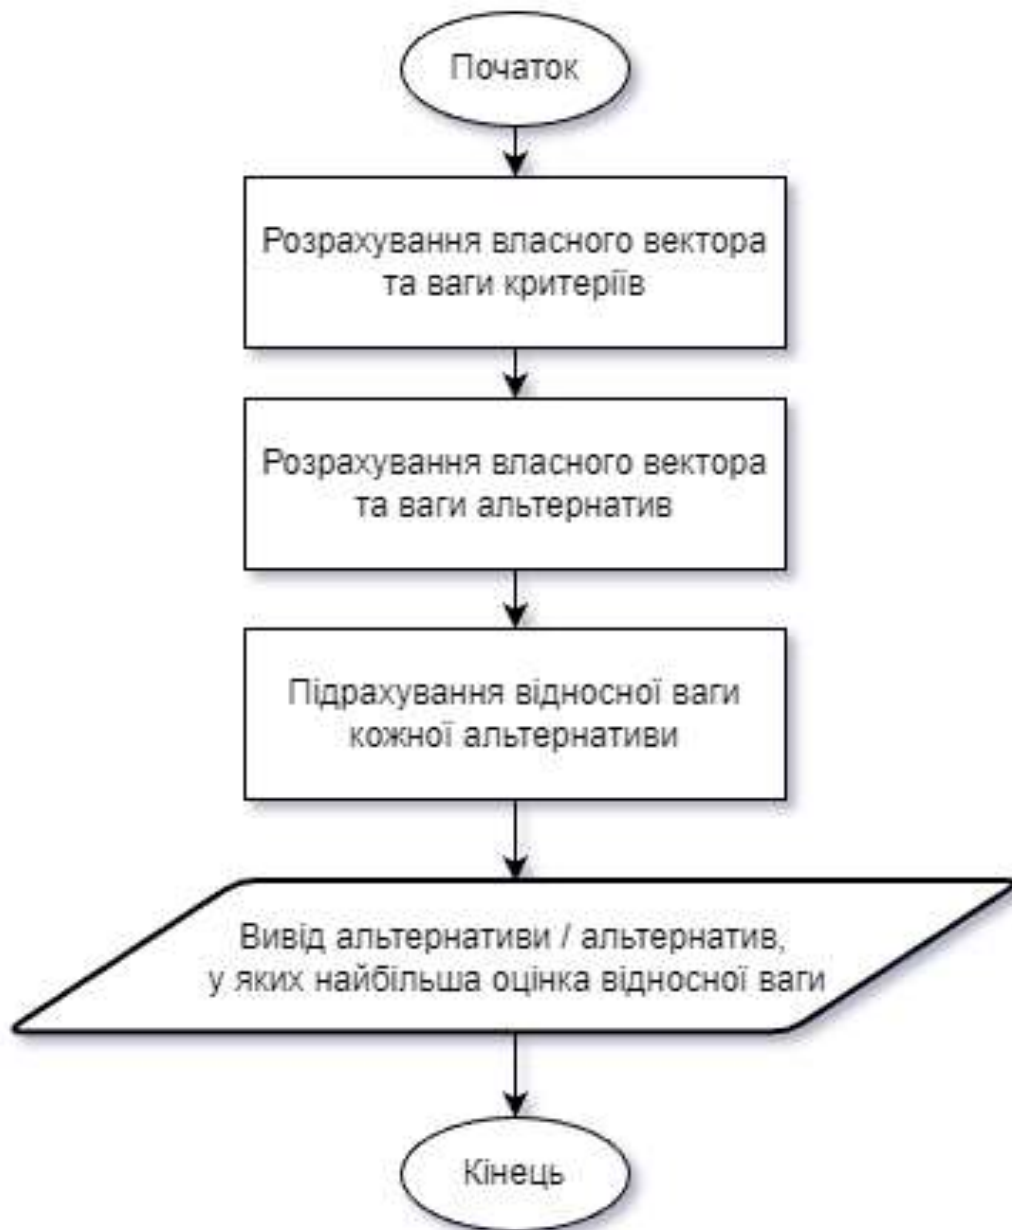 Початок
Розрахування власного вектора
та ваги критеріїв
Розрахування власного вектора
та ваги альтернатив
Підрахування відносної ваги
кожної альтернативи
Вивід альтернативи / альтернатив,
у яких найбільша оцінка відносної ваги
Кінець